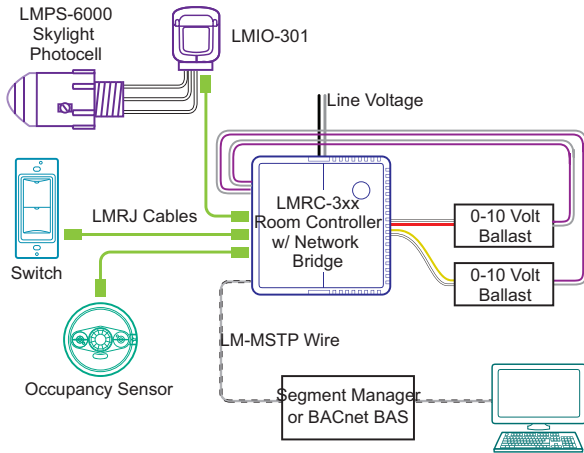 LMPS-6000
Skylight
Photocell
LMIO-301
Line Voltage
LMRC-3xx
Room Controller
w/ Network
Bridge
0-10 Volt
Ballast
0-10 Volt
Ballast
LMRJ Cables
Switch
LM-MSTP Wire
Occupancy Sensor
Segment Manager
or BACnet BAS